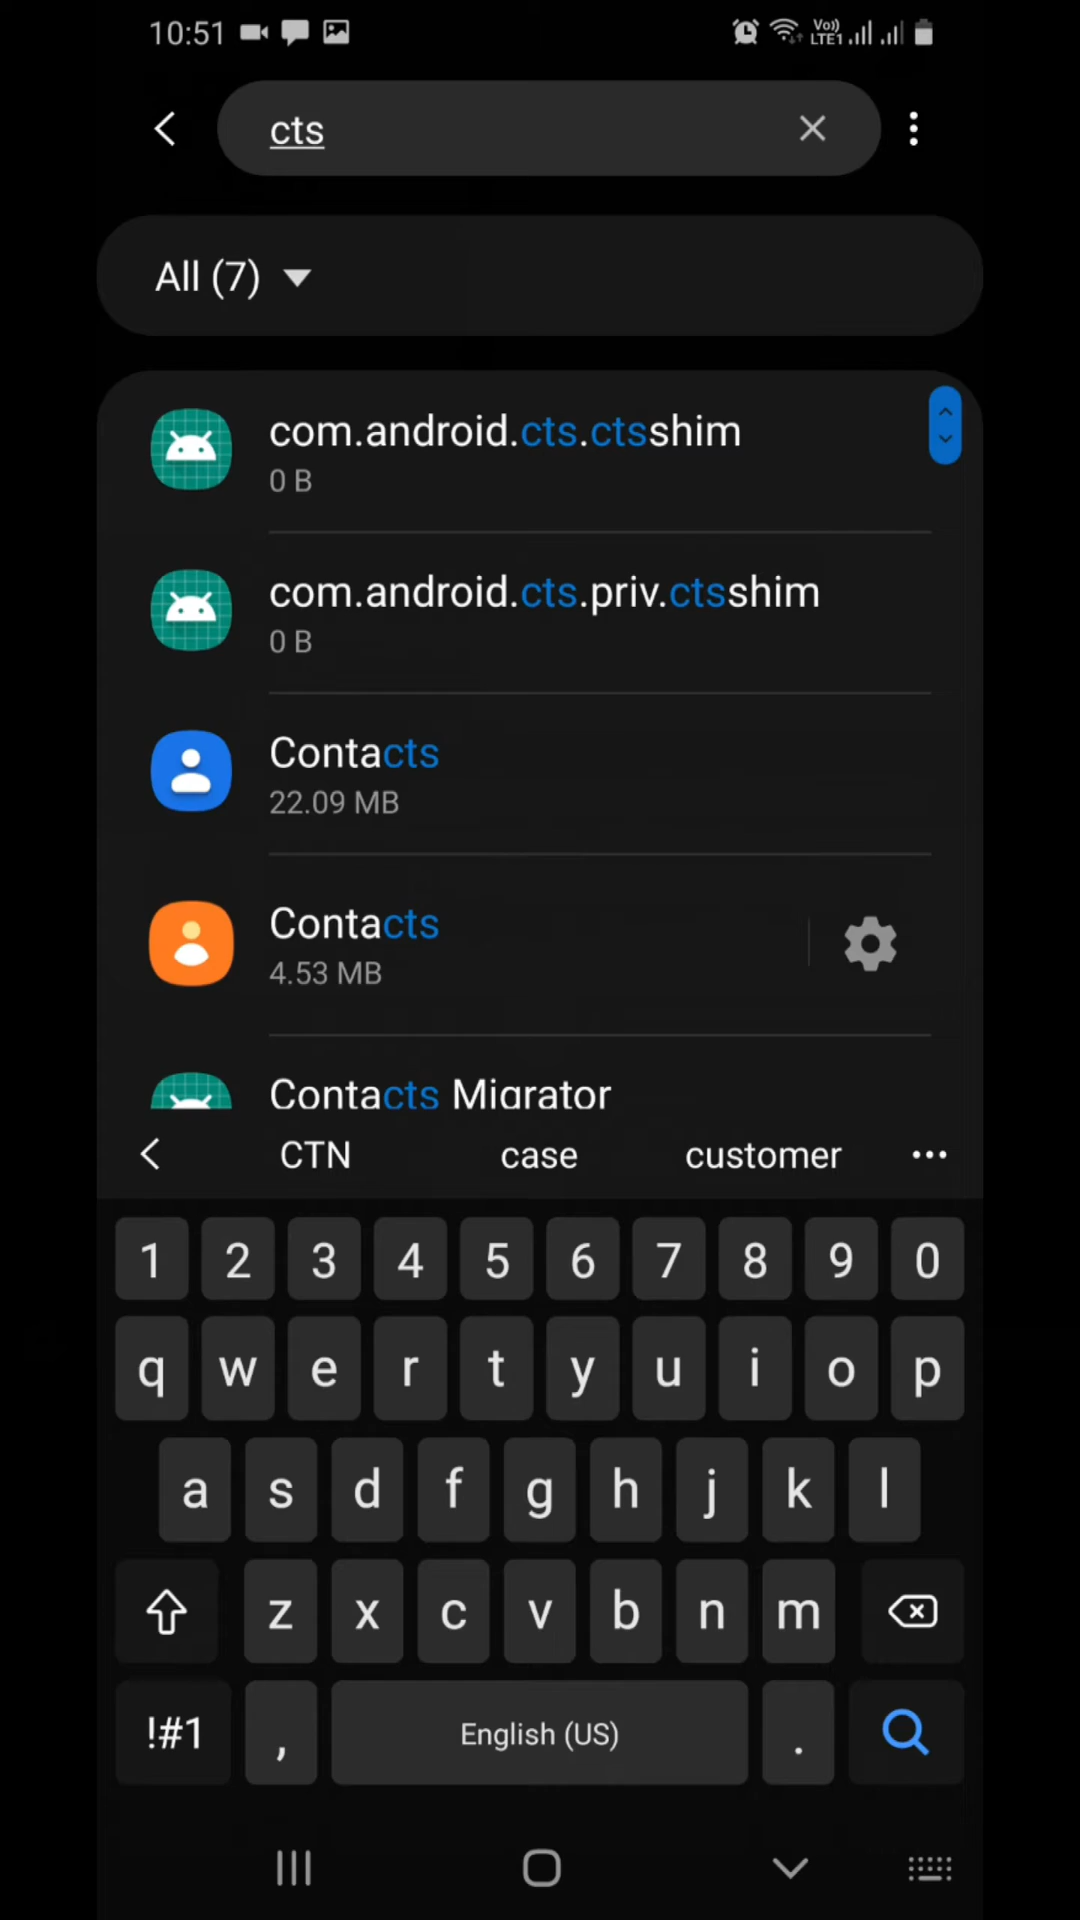 10:51 Vo)) LTE1
cts
All (7)
com.android.cts.ctsshim
0 B
com.android.cts.priv.ctsshim
0 B
Contacts
22.09 MB
Contacts
4.53 MB
Contacts Migrator
CTN case customer
1 2 3 4 5 6 7 8 9 0
q w e r t y u i o p
a s d f g h j k l
z x c v b n m
!#1 , English (US) .